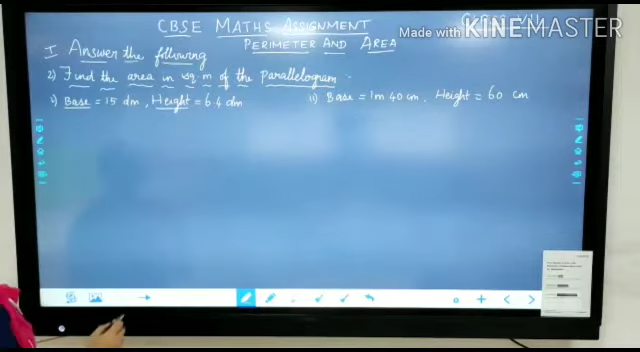 CBSE MATHS ASSIGNMENT
Made with KINEMASTER
PERIMETER AND AREA
I Answer the following
2) Find the area in sq. m of the parallelogram.
i) Base = 15 dm, Height = 6.4 dm
ii) Base = 1m 40 cm. Height = 60 cm